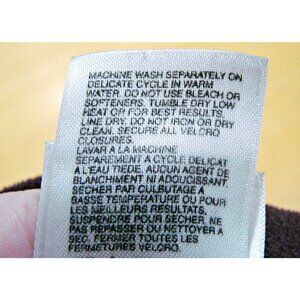 MACHINE WASH SEPARATELY ON
DELICATE CYCLE IN WARM
WATER. DO NOT USE BLEACH OR
SOFTENERS. TUMBLE DRY LOW
HEAT OR FOR BEST RESULTS,
LINE DRY. DO NOT IRON OR DRY
CLEAN. SECURE ALL VELCRO
CLOSURES.
LAVAR A LA MACHINE
SEPAREMENT A CYCLE DELICAT
A L'EAU TIEDE. AUCUN AGENT DE
BLANCHIMENT NI ADOUCISSANT
SECHER PAR CULBUTAGE A
BASSE TEMPERATURE OU POUR
LES MEILLEURS RESULTATS,
SUSPENDRE POUR SECHER. NE
PAS REPASSER OU NETTOYER A
SEC. FERMER TOUTES LES
FERMETURES VELCRO.